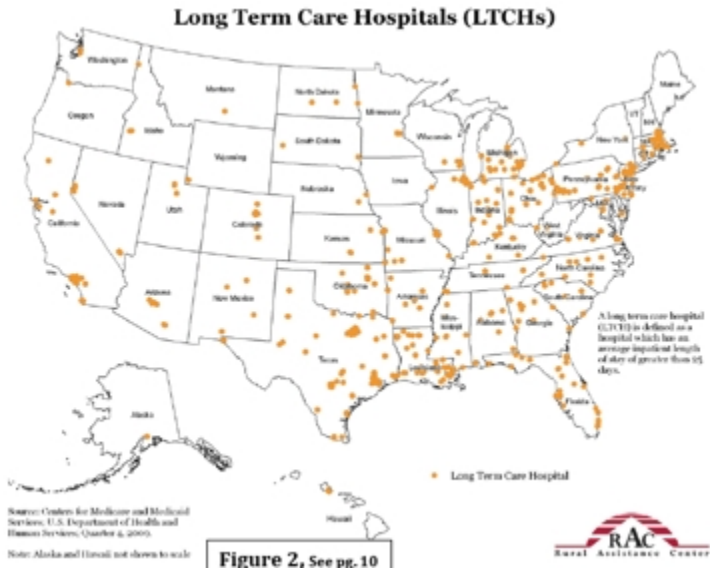 Long Term Care Hospitals (LTCHs)
Washington
Montana
North Dakota
Minnesota
Maine
Oregon
Idaho
South Dakota
Wisconsin
Michigan
New York
VT
NH
Wyoming
Iowa
Pennsylvania
Nebraska
Nevada
Utah
Colorado
Illinois
Indiana
Ohio
New Jersey
California
Kansas
Missouri
West Virginia
Virginia
Kentucky
Tennessee
North Carolina
Arizona
New Mexico
Oklahoma
Arkansas
South Carolina
Mississippi
Alabama
Georgia
Texas
Louisiana
Florida
A long term care hospital
(LTCH) is defined as a
hospital which has an
average inpatient length
of stay of greater than 25
days.
Alaska
Hawaii
Long Term Care Hospital
Source: Centers for Medicare and Medicaid
Services, U.S. Department of Health and
Human Services, Quarter 4,
Note: Alaska and Hawaii not shown to scale
Figure 2, See pg. 10
RAC
Rural Assistance Center